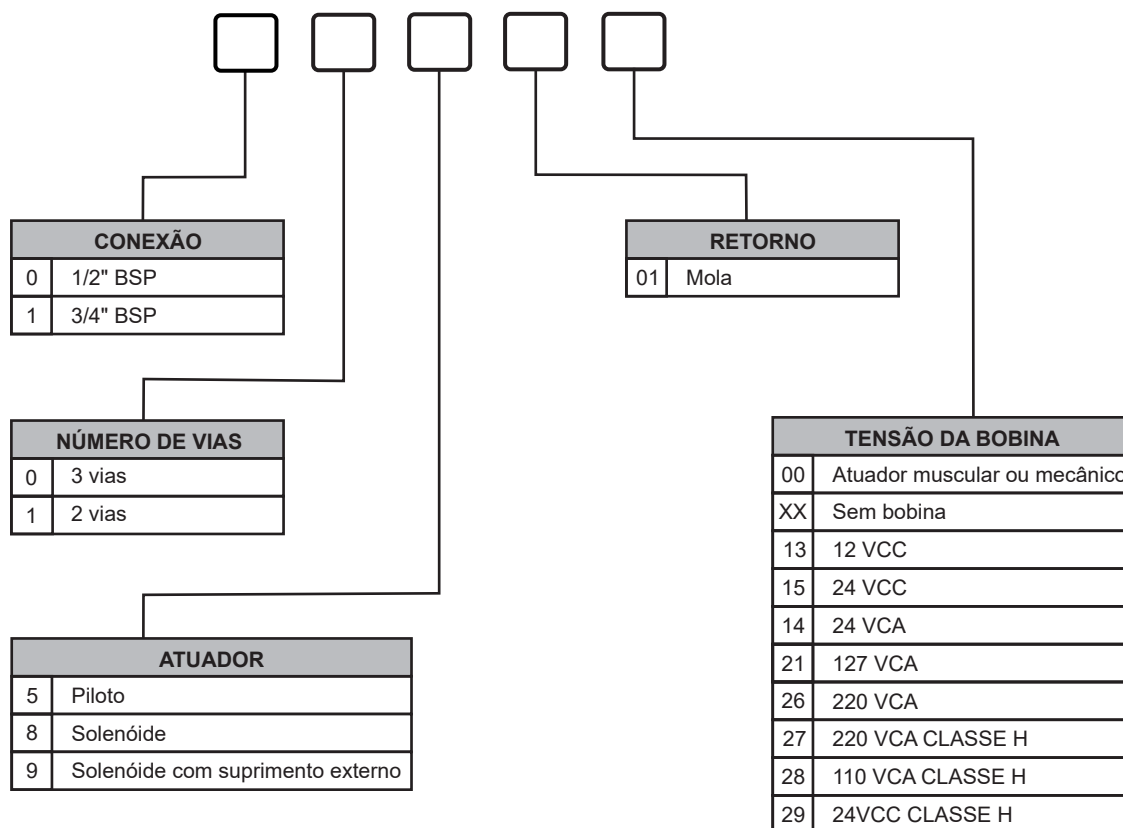 CONEXÃO
0 1/2" BSP
1 3/4" BSP
NÚMERO DE VIAS
0 3 vias
1 2 vias
ATUADOR
5 Piloto
8 Solenóide
9 Solenóide com suprimento externo
RETORNO
01 Mola
TENSÃO DA BOBINA
00 Atuador muscular ou mecânico
XX Sem bobina
13 12 VCC
15 24 VCC
14 24 VCA
21 127 VCA
26 220 VCA
27 220 VCA CLASSE H
28 110 VCA CLASSE H
29 24VCC CLASSE H